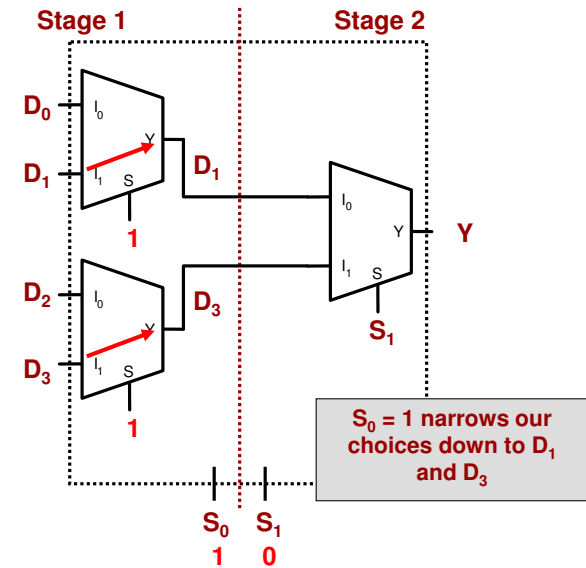 Stage 1
Stage 2
D₀
I₀
Y
D₁
I₁
S
D₁
1
I₀
Y
Y
I₁
S
S₁
D₂
I₀
Y
D₃
D₃
I₁
S
1
S₀ = 1 narrows our
choices down to D₁
and D₃
S₀
S₁
1
0